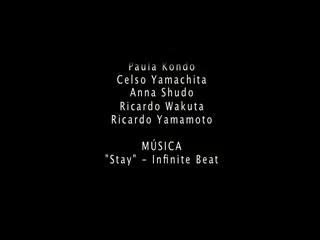 Paula Kondo
Celso Yamachita
Anna Shudo
Ricardo Wakuta
Ricardo Yamamoto
MÚSICA
"Stay" – Infinite Beat